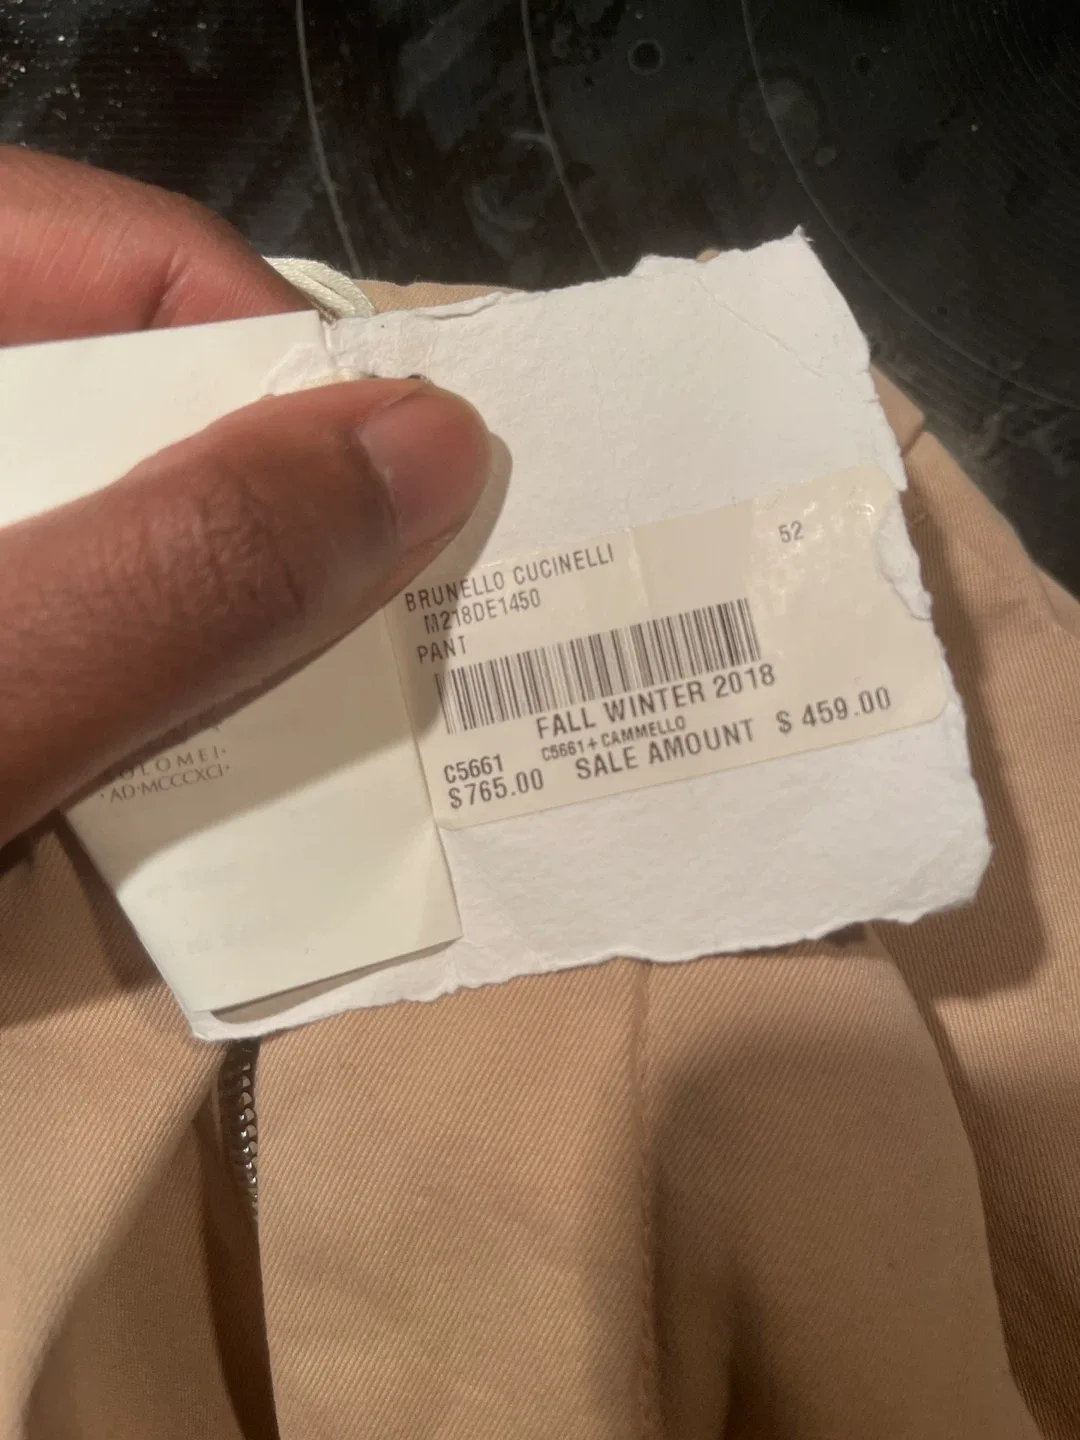 52
BRUNELLO CUCINELLI
M218DE1450
PANT
FALL WINTER 2018
C5661 C5661+CAMMELLO
$765.00 SALE AMOUNT $ 459.00
OLOMEI·
·AD·MCCCXCI·